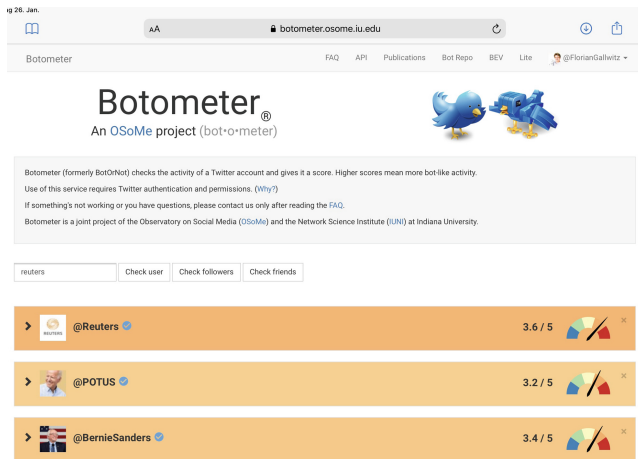 ag 26. Jan.
AA
botometer.osome.iu.edu
Botometer
FAQ API Publications Bot Repo BEV Lite @FlorianGallwitz
Botometer®
An OSoMe project (bot•o•meter)
Botometer (formerly BotOrNot) checks the activity of a Twitter account and gives it a score. Higher scores mean more bot-like activity.
Use of this service requires Twitter authentication and permissions. (Why?)
If something's not working or you have questions, please contact us only after reading the FAQ.
Botometer is a joint project of the Observatory on Social Media (OSoMe) and the Network Science Institute (IUNI) at Indiana University.
reuters Check user Check followers Check friends
REUTERS @Reuters 3.6 / 5 ×
@POTUS 3.2 / 5 ×
@BernieSanders 3.4 / 5 ×